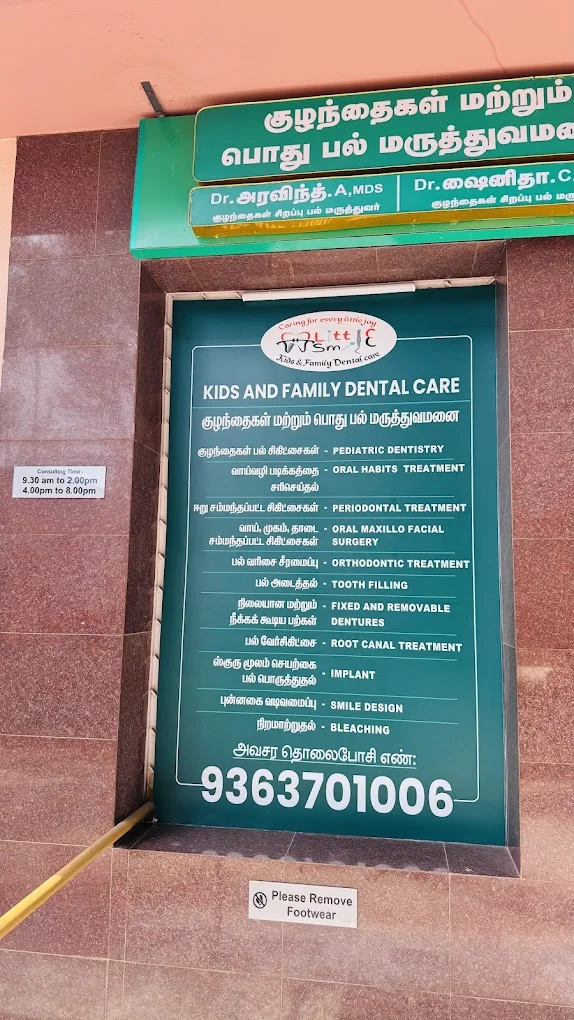 குழந்தைகள் மற்றும்
பொது பல் மருத்துவமனை
Dr.அரவிந்த்.A,MDS
குழந்தைகள் சிறப்பு பல் மருத்துவர்
Dr.ஷைனிதா.C
குழந்தைகள் சிறப்பு பல்
Caring for every little joy
Little
Smile
Kids & Family Dental care
KIDS AND FAMILY DENTAL CARE
குழந்தைகள் மற்றும் பொது பல் மருத்துவமனை
குழந்தைகள் பல் சிகிட்சைகள் - PEDIATRIC DENTISTRY
வாய்வழி படிக்கத்தை - ORAL HABITS TREATMENT
சரிசெய்தல்
ஈறு சம்மந்தப்பட்ட சிகிட்சைகள் - PERIODONTAL TREATMENT
வாய், முகம், தாடை - ORAL MAXILLO FACIAL
சம்மந்தப்பட்ட சிகிட்சைகள் SURGERY
பல் வரிசை சீரமைப்பு - ORTHODONTIC TREATMENT
பல் அடைத்தல் - TOOTH FILLING
நிலையான மற்றும் - FIXED AND REMOVABLE
நீக்கக் கூடிய பற்கள் DENTURES
பல் வேர்சிகிட்சை - ROOT CANAL TREATMENT
ஸ்குரு மூலம் செயற்கை
பல் பொருத்துதல் - IMPLANT
புன்னகை வடிவமைப்பு - SMILE DESIGN
நிறமாற்றுதல் - BLEACHING
அவசர தொலைபோசி எண்:
9363701006
Consulting Time:
9.30 am to 2.00pm
4.00pm to 8.00pm
Please Remove
Footwear